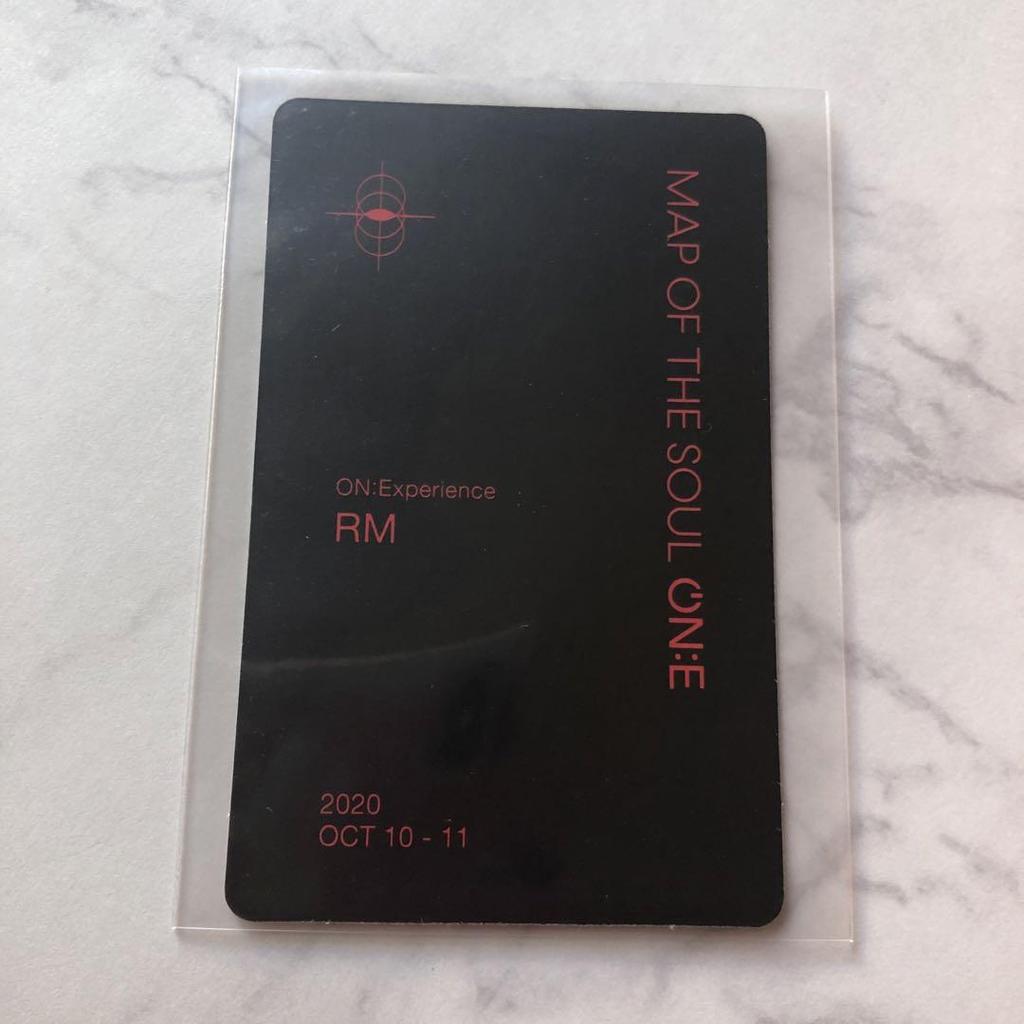 MAP OF THE SOUL ON:E
ON:Experience
RM
2020
OCT 10 - 11